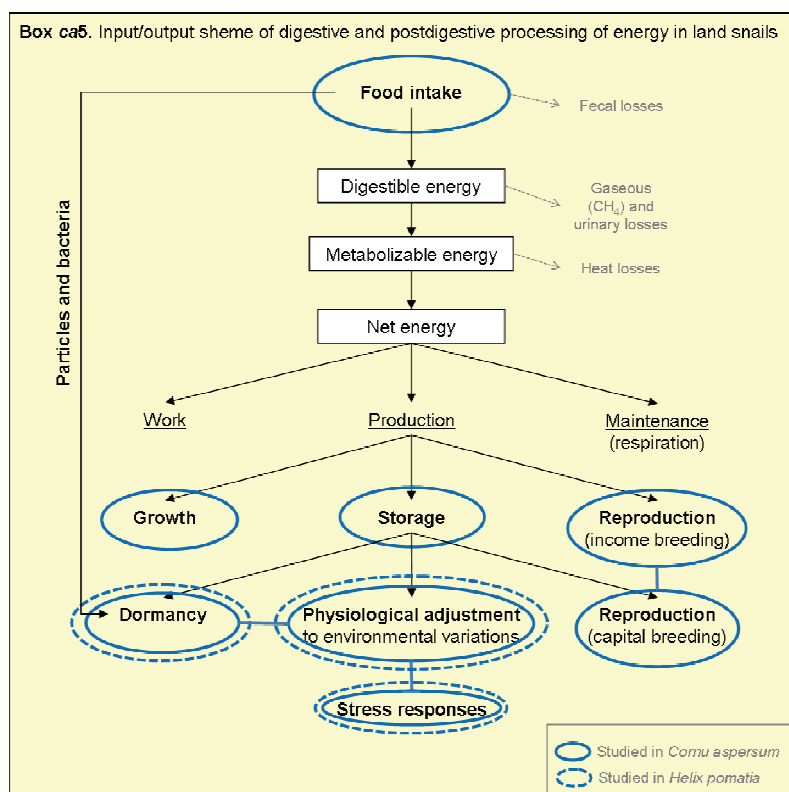 Box ca5. Input/output sheme of digestive and postdigestive processing of energy in land snails
Food intake
Fecal losses
Digestible energy
Gaseous
(CH4) and
urinary losses
Metabolizable energy
Heat losses
Particles and bacteria
Net energy
Work
Production
Maintenance
(respiration)
Growth
Storage
Reproduction
(income breeding)
Dormancy
Physiological adjustment
to environmental variations
Reproduction
(capital breeding)
Stress responses
Studied in Cornu aspersum
Studied in Helix pomatia